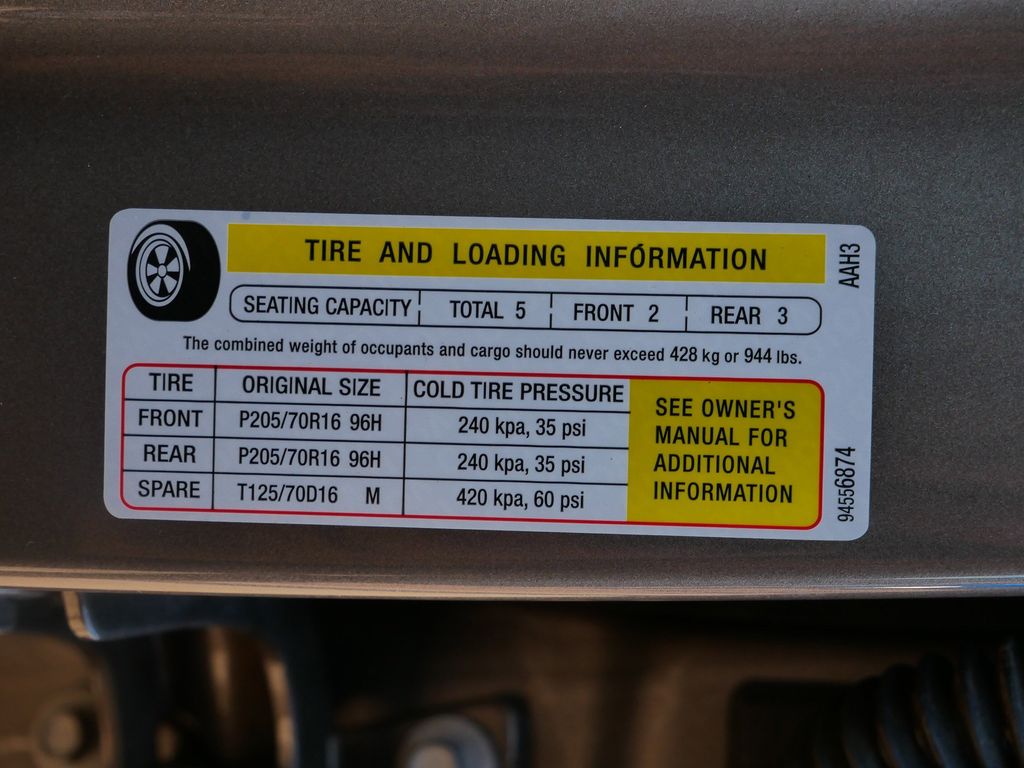 TIRE AND LOADING INFORMATION
AAH3
SEATING CAPACITY TOTAL 5 FRONT 2 REAR 3
The combined weight of occupants and cargo should never exceed 428 kg or 944 lbs.
TIRE ORIGINAL SIZE COLD TIRE PRESSURE
FRONT P205/70R16 96H 240 kpa, 35 psi
REAR P205/70R16 96H 240 kpa, 35 psi
SPARE T125/70D16 M 420 kpa, 60 psi
SEE OWNER'S
MANUAL FOR
ADDITIONAL
INFORMATION
94556874